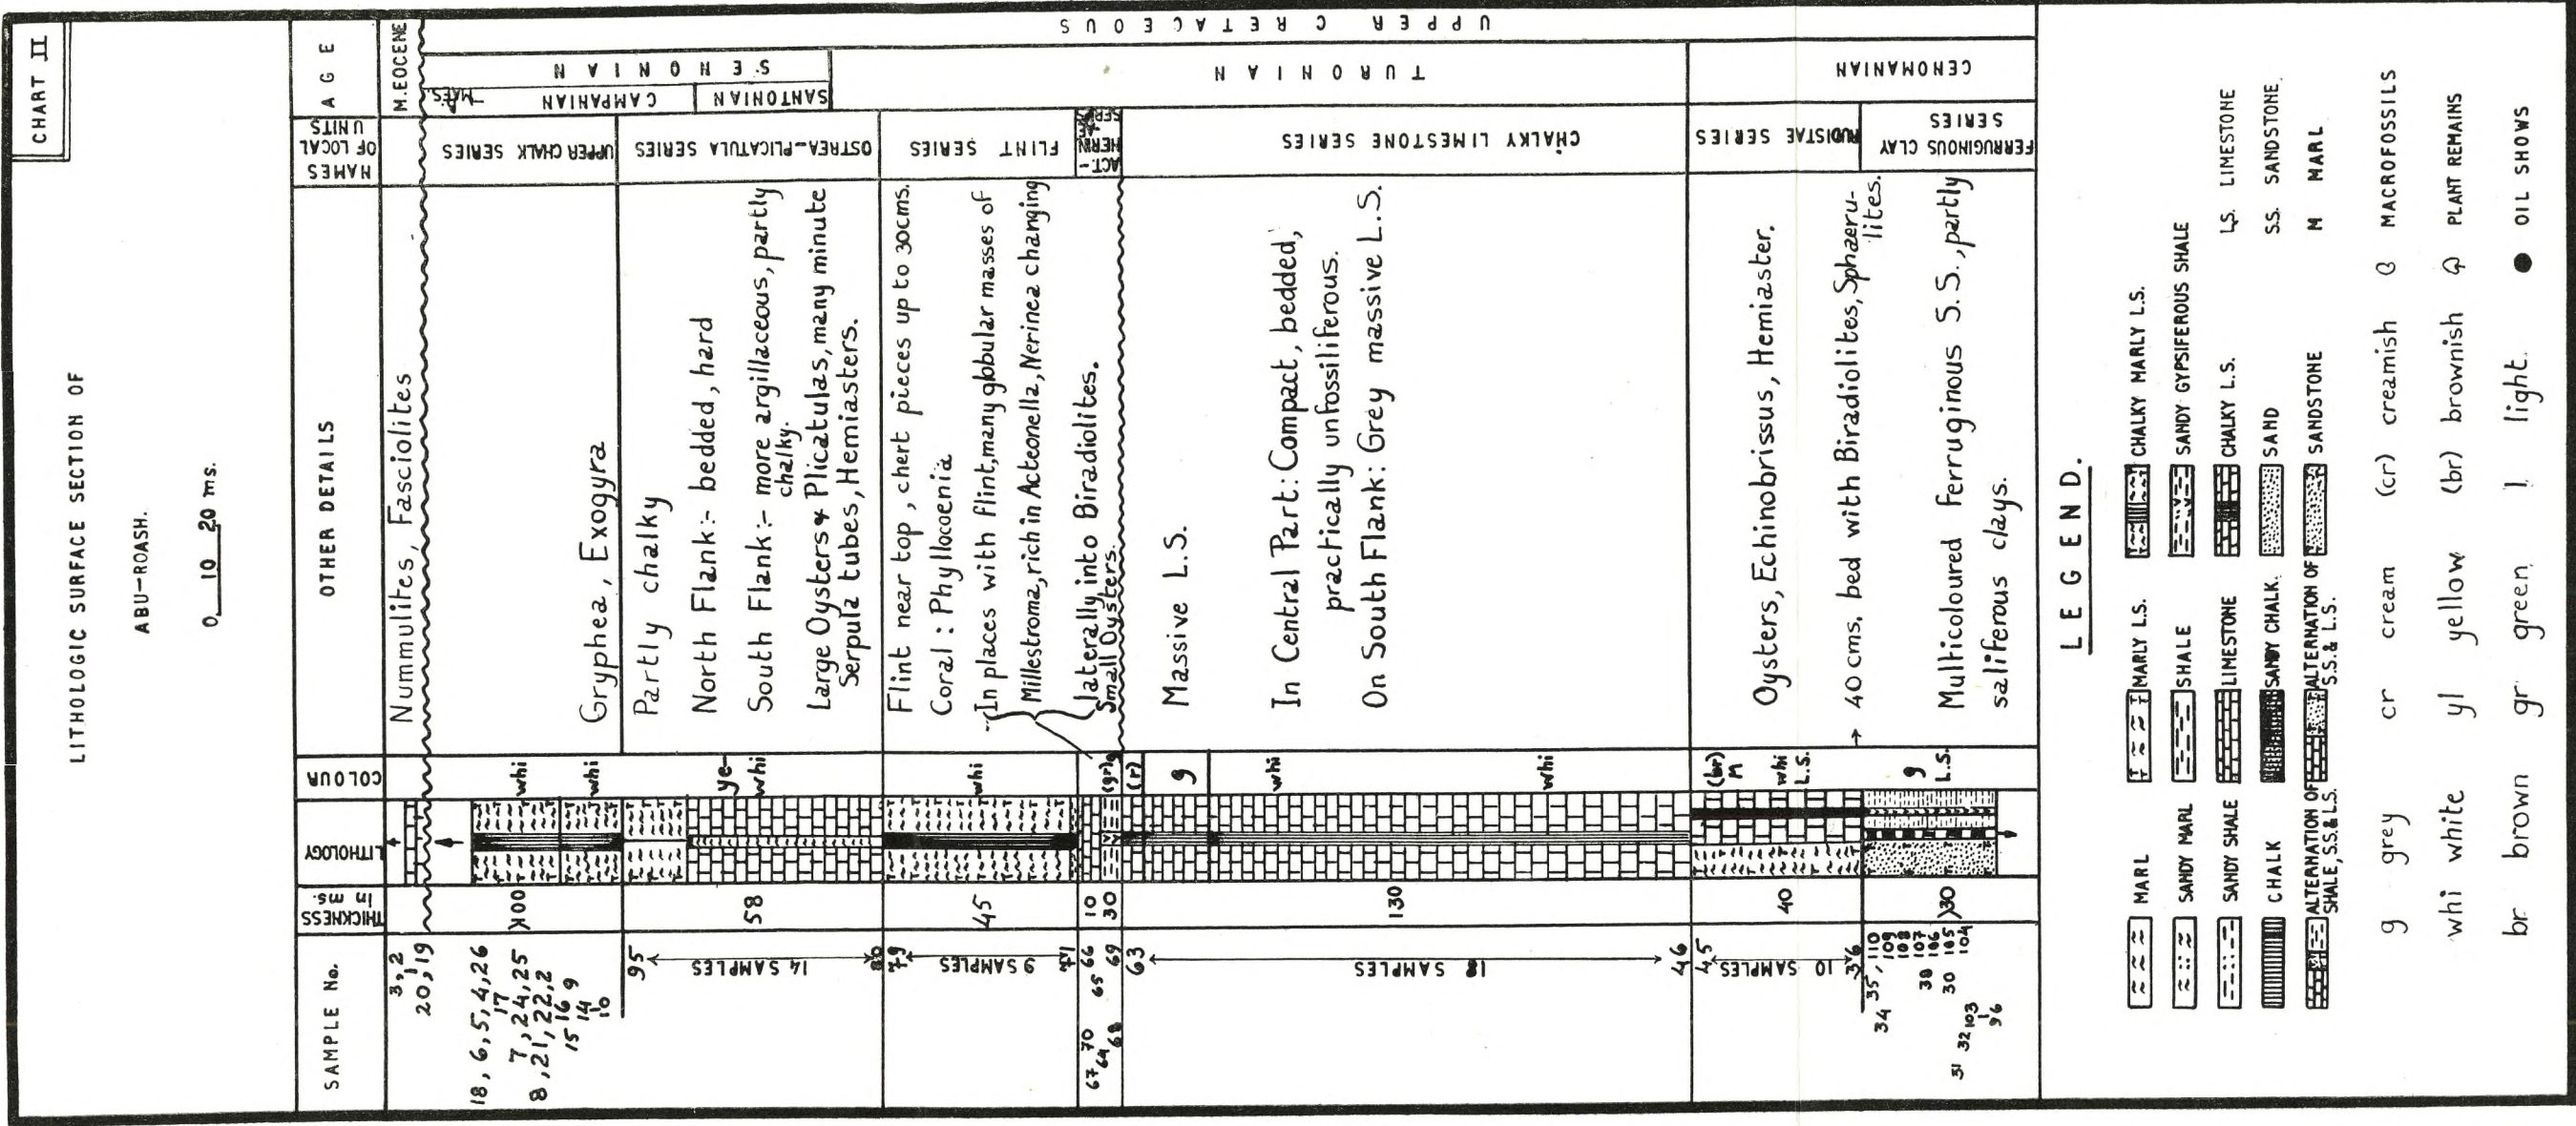 CHART II
LITHOLOGIC SURFACE SECTION OF
ABU-ROASH.
0 10 20 ms.
SAMPLE No.
THICKNESS
in ms.
LITHOLOGY
COLOUR
OTHER DETAILS
NAMES
OF LOCAL
UNITS
AGE
3, 2
20, 19
Nummulites, Fasciolites
M. EOCENE
18, 6, 5, 4, 26
17
7, 24, 25
8, 21, 22, 2
16 9
15 14
10
>100
whi
whi
Gryphea, Exogyra
UPPER CHALK SERIES
MAES.
CAMPANIAN
SANTONIAN
SENONIAN
UPPER CRETACEOUS
95
14 SAMPLES
80
58
ye-
whi
Partly chalky
North Flank:- bedded, hard
South Flank:- more argillaceous, partly
chalky.
Large Oysters & Plicatulas, many minute
Serpula tubes, Hemiasters.
OSTREA-PLICATULA SERIES
79
9 SAMPLES
71
45
whi
Flint near top, chert pieces up to 30cms.
Coral: Phyllocoenia
In places with flint, many globular masses of
Millestroma, rich in Acteonella, Nerinea changing
laterally into Biradiolites.
FLINT SERIES
67 70 65 66
64 68 69
10
30
(gr)g
Small Oysters.
ACT-
HERIN
AE
SERIES
TURONIAN
63
18 SAMPLES
46
130
(r)
g
whi
whi
Massive L.S.
In Central Part: Compact, bedded,
practically unfossiliferous.
On South Flank: Grey massive L.S.
CHALKY LIMESTONE SERIES
45
10 SAMPLES
36
40
(br)
M
whi
L.S.
Oysters, Echinobrissus, Hemiaster.
→ 40 cms. bed with Biradiolites, Sphaeru-
lites.
RUDISTAE SERIES
CENOMANIAN
34 35, 110
109
108
107
38 106
31 30 105
104
32 103
96
>30
g
L.S.
Multicoloured ferruginous S.S., partly
saliferous clays.
FERRUGINOUS CLAY
SERIES
LEGEND.
MARL
MARLY L.S.
CHALKY MARLY L.S.
SANDY MARL
SHALE
SANDY GYPSIFEROUS SHALE
SANDY SHALE
LIMESTONE
CHALKY L.S.
L.S. LIMESTONE
CHALK
SANDY CHALK.
SAND
S.S. SANDSTONE
ALTERNATION OF
SHALE, S.S.& L.S.
ALTERNATION OF
S.S.& L.S.
SANDSTONE
M MARL
g grey cr cream (cr) creamish MACROFOSSILS
whi white yl yellow (br) brownish PLANT REMAINS
br brown gr green l light OIL SHOWS